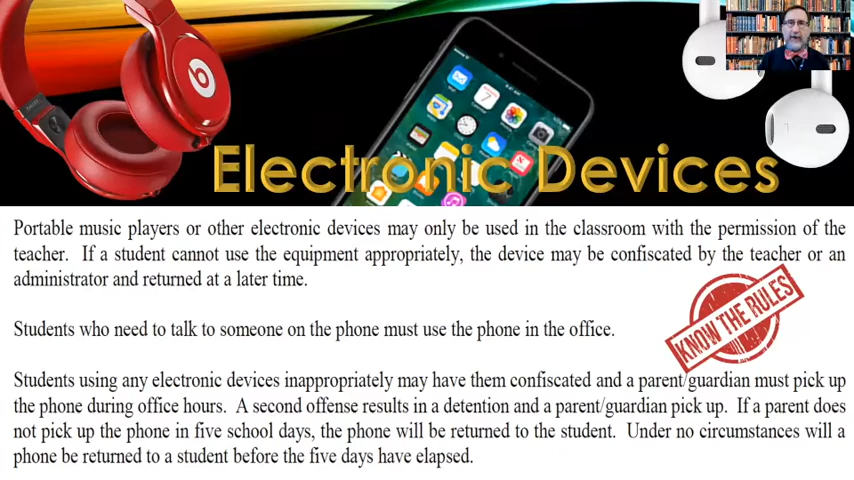 Electronic Devices
Portable music players or other electronic devices may only be used in the classroom with the permission of the
teacher.  If a student cannot use the equipment appropriately, the device may be confiscated by the teacher or an
administrator and returned at a later time.
KNOW THE RULES
Students who need to talk to someone on the phone must use the phone in the office.
Students using any electronic devices inappropriately may have them confiscated and a parent/guardian must pick up
the phone during office hours.  A second offense results in a detention and a parent/guardian pick up.  If a parent does
not pick up the phone in five school days, the phone will be returned to the student.  Under no circumstances will a
phone be returned to a student before the five days have elapsed.